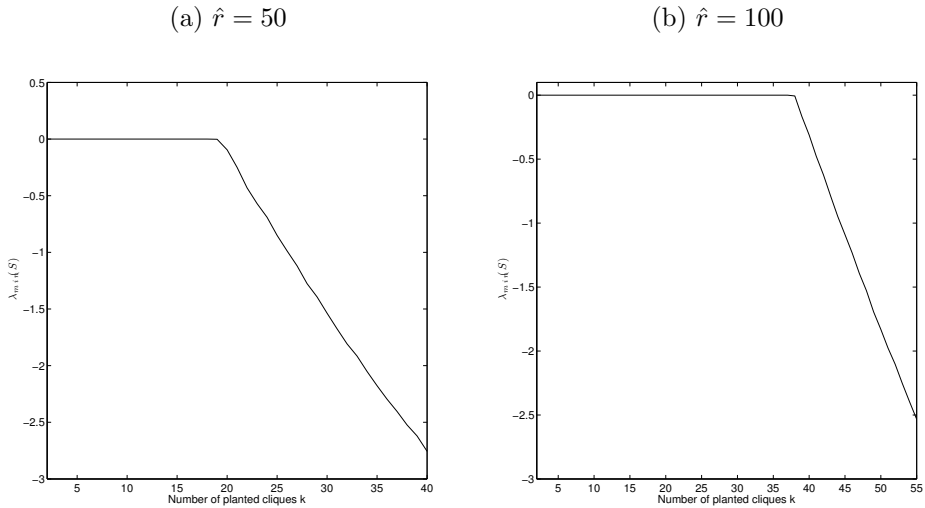 (a) r̂ = 50
(b) r̂ = 100
0.5
0
−0.5
−1
−1.5
−2
−2.5
−3
λmin(S)
5 10 15 20 25 30 35 40
Number of planted cliques k
0
−0.5
−1
−1.5
−2
−2.5
−3
λmin(S)
5 10 15 20 25 30 35 40 45 50 55
Number of planted cliques k